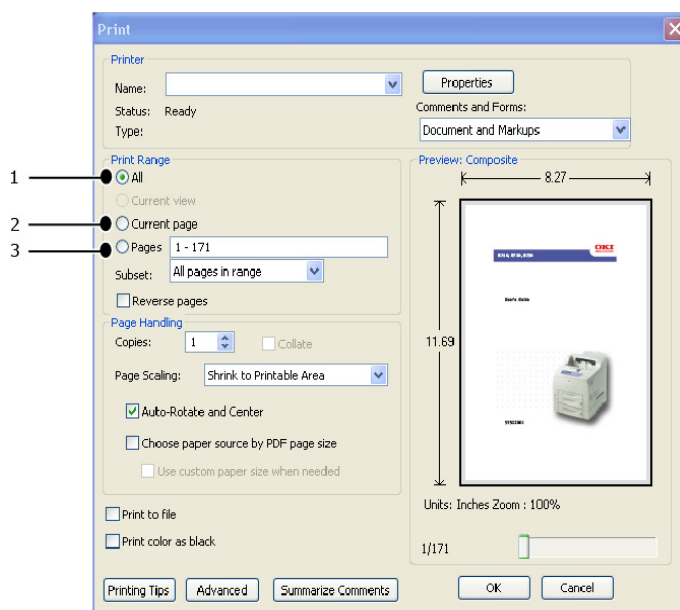 Print
Printer
Name:
Properties
Status: Ready
Comments and Forms:
Type:
Document and Markups
Print Range
1
All
Current view
2
Current page
3
Pages 1 - 171
Subset: All pages in range
Reverse pages
Page Handling
Copies: 1 Collate
Page Scaling: Shrink to Printable Area
Auto-Rotate and Center
Choose paper source by PDF page size
Use custom paper size when needed
Print to file
Print color as black
Preview: Composite
8.27
11.69
OKI
User's Guide
Units: Inches Zoom : 100%
1/171
Printing Tips Advanced Summarize Comments OK Cancel